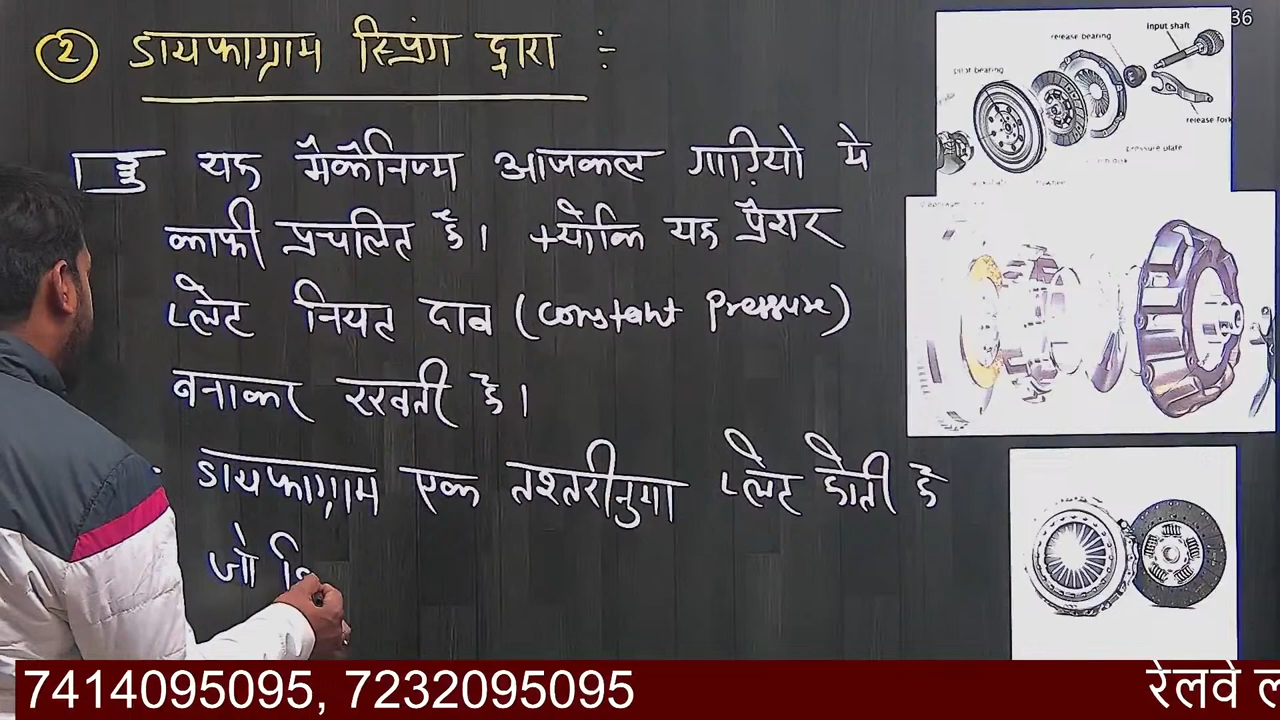 ② डायफाग्राम स्प्रिंग द्वारा :-
यह मैकेनिज्म आजकल गाड़ियो मे
काफी प्रचलित है। क्योकि यह प्रैशर
प्लेट नियत दाब (constant pressure)
बनाकर रखती है।
डायफाग्राम एक तश्तरीनुमा प्लेट होती है
जो
36
input shaft
release bearing
pilot bearing
release fork
pressure plate
7414095095, 7232095095
रेलवे ल